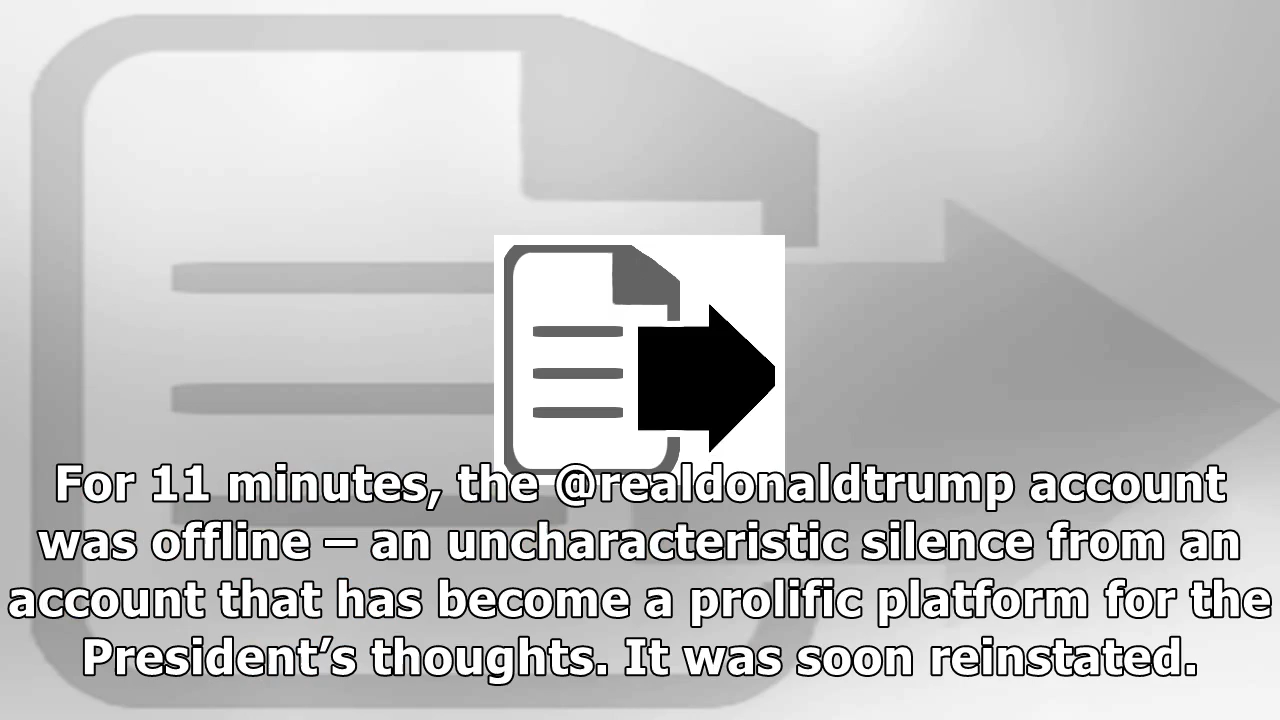 For 11 minutes, the @realdonaldtrump account
was offline – an uncharacteristic silence from an
account that has become a prolific platform for the
President’s thoughts. It was soon reinstated.